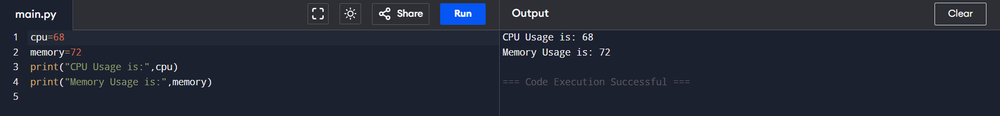 main.py
Share
Run
Output
Clear
1 cpu=68
2 memory=72
3 print("CPU Usage is:",cpu)
4 print("Memory Usage is:",memory)
5
CPU Usage is: 68
Memory Usage is: 72
=== Code Execution Successful ===